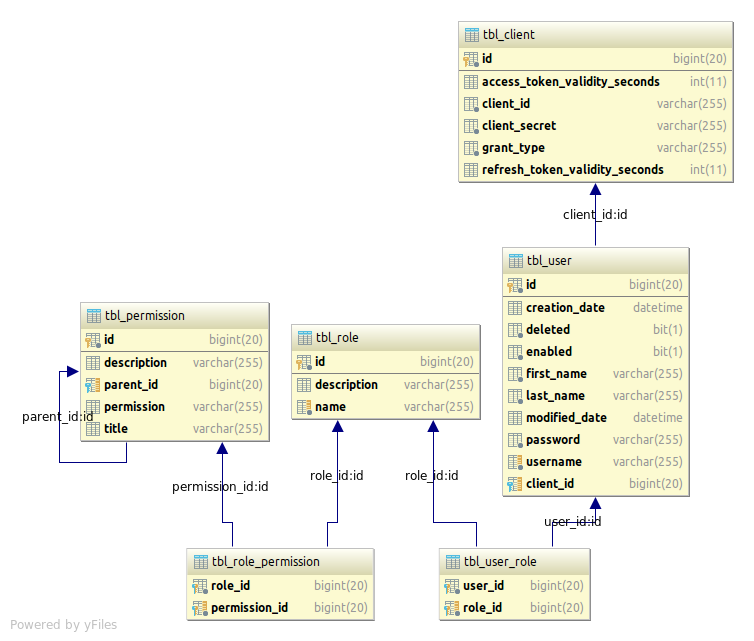 tbl_client
id bigint(20)
access_token_validity_seconds int(11)
client_id varchar(255)
client_secret varchar(255)
grant_type varchar(255)
refresh_token_validity_seconds int(11)
client_id:id
tbl_user
id bigint(20)
creation_date datetime
deleted bit(1)
enabled bit(1)
first_name varchar(255)
last_name varchar(255)
modified_date datetime
password varchar(255)
username varchar(255)
client_id bigint(20)
tbl_permission
id bigint(20)
description varchar(255)
parent_id bigint(20)
permission varchar(255)
title varchar(255)
parent_id:id
tbl_role
id bigint(20)
description varchar(255)
name varchar(255)
permission_id:id
role_id:id
role_id:id
user_id:id
tbl_role_permission
role_id bigint(20)
permission_id bigint(20)
tbl_user_role
user_id bigint(20)
role_id bigint(20)
Powered by yFiles